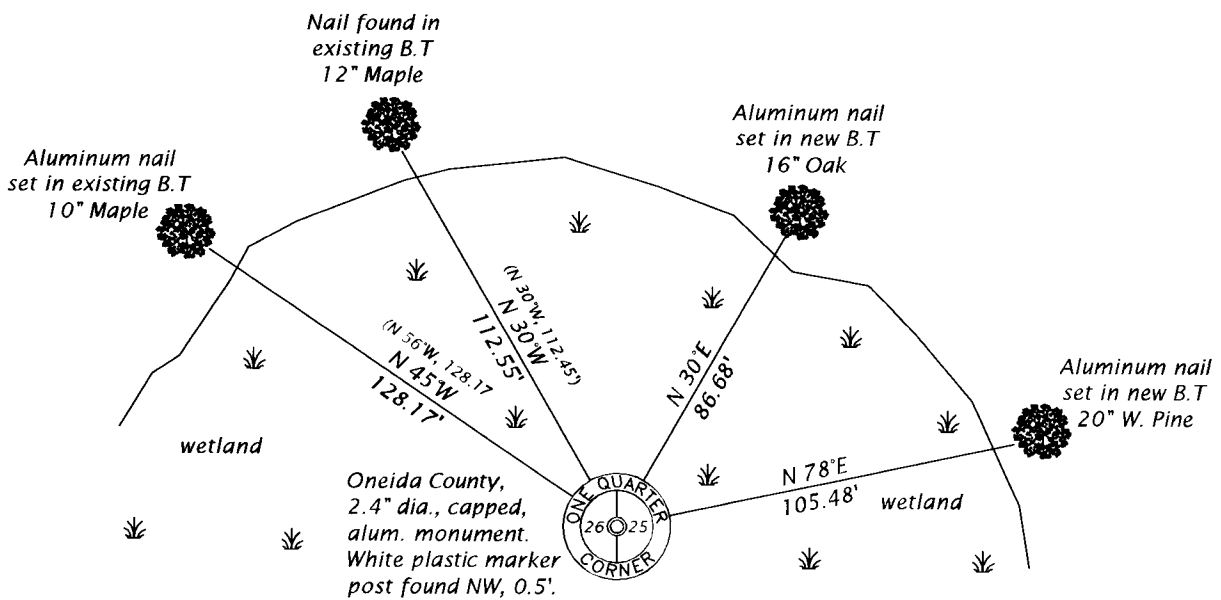 Nail found in
existing B.T
12" Maple
Aluminum nail
set in existing B.T
10" Maple
Aluminum nail
set in new B.T
16" Oak
Aluminum nail
set in new B.T
20" W. Pine
(N 56°W, 128.17
N 45°W
128.17'
(N 30°W, 112.45')
N 30°W
112.55'
N 30°E
86.68'
N 78°E
105.48'
wetland
wetland
Oneida County,
2.4" dia., capped,
alum. monument.
White plastic marker
post found NW, 0.5'.
ONE QUARTER
26 25
CORNER